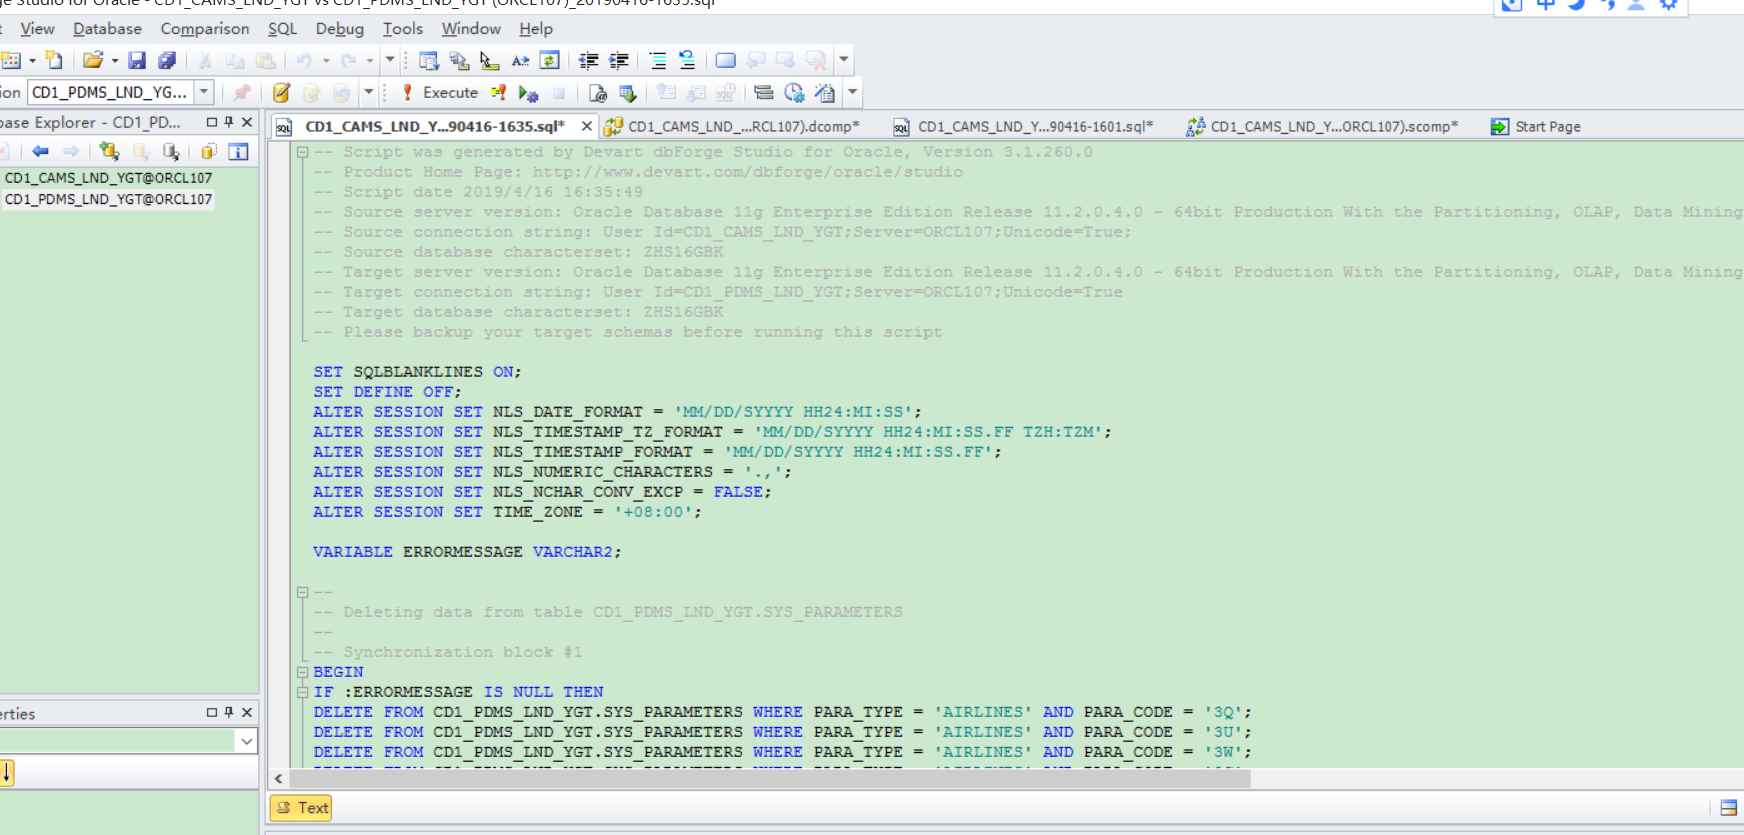 ge Studio for Oracle - CD1_CAMS_LND_YGT vs CD1_PDMS_LND_YGT (ORCL107)_20190416-1635.sql
View Database Comparison SQL Debug Tools Window Help
ion CD1_PDMS_LND_YG... Execute
base Explorer - CD1_PD...
CD1_CAMS_LND_Y...90416-1635.sql* CD1_CAMS_LND_...RCL107).dcomp* CD1_CAMS_LND_Y...90416-1601.sql* CD1_CAMS_LND_Y...ORCL107).scomp* Start Page
CD1_CAMS_LND_YGT@ORCL107
CD1_PDMS_LND_YGT@ORCL107
-- Script was generated by Devart dbForge Studio for Oracle, Version 3.1.260.0
-- Product Home Page: http://www.devart.com/dbforge/oracle/studio
-- Script date 2019/4/16 16:35:49
-- Source server version: Oracle Database 11g Enterprise Edition Release 11.2.0.4.0 - 64bit Production With the Partitioning, OLAP, Data Mining
-- Source connection string: User Id=CD1_CAMS_LND_YGT;Server=ORCL107;Unicode=True;
-- Source database characterset: ZHS16GBK
-- Target server version: Oracle Database 11g Enterprise Edition Release 11.2.0.4.0 - 64bit Production With the Partitioning, OLAP, Data Mining
-- Target connection string: User Id=CD1_PDMS_LND_YGT;Server=ORCL107;Unicode=True
-- Target database characterset: ZHS16GBK
-- Please backup your target schemas before running this script
SET SQLBLANKLINES ON;
SET DEFINE OFF;
ALTER SESSION SET NLS_DATE_FORMAT = 'MM/DD/SYYYY HH24:MI:SS';
ALTER SESSION SET NLS_TIMESTAMP_TZ_FORMAT = 'MM/DD/SYYYY HH24:MI:SS.FF TZH:TZM';
ALTER SESSION SET NLS_TIMESTAMP_FORMAT = 'MM/DD/SYYYY HH24:MI:SS.FF';
ALTER SESSION SET NLS_NUMERIC_CHARACTERS = '.,';
ALTER SESSION SET NLS_NCHAR_CONV_EXCP = FALSE;
ALTER SESSION SET TIME_ZONE = '+08:00';
VARIABLE ERRORMESSAGE VARCHAR2;
--
-- Deleting data from table CD1_PDMS_LND_YGT.SYS_PARAMETERS
--
-- Synchronization block #1
BEGIN
IF :ERRORMESSAGE IS NULL THEN
DELETE FROM CD1_PDMS_LND_YGT.SYS_PARAMETERS WHERE PARA_TYPE = 'AIRLINES' AND PARA_CODE = '3Q';
DELETE FROM CD1_PDMS_LND_YGT.SYS_PARAMETERS WHERE PARA_TYPE = 'AIRLINES' AND PARA_CODE = '3U';
DELETE FROM CD1_PDMS_LND_YGT.SYS_PARAMETERS WHERE PARA_TYPE = 'AIRLINES' AND PARA_CODE = '3W';
erties
Text